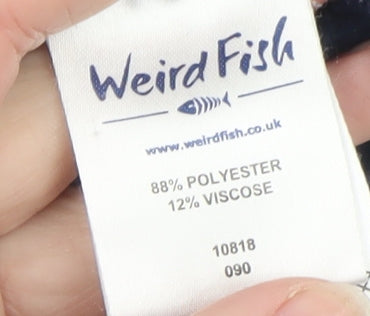 Weird Fish
www.weirdfish.co.uk
88% POLYESTER
12% VISCOSE
10818
090